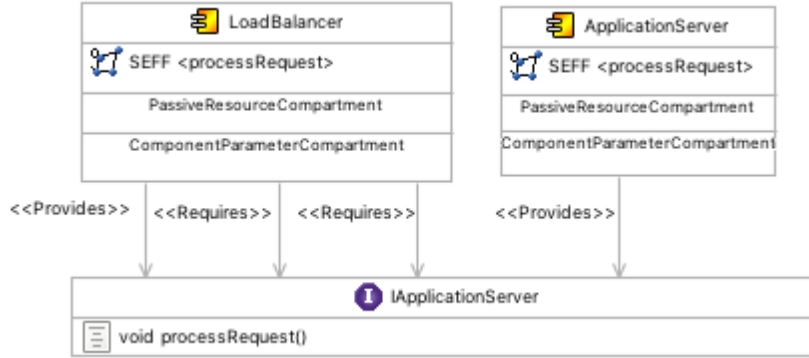 LoadBalancer
SEFF <processRequest>
PassiveResourceCompartment
ComponentParameterCompartment
ApplicationServer
SEFF <processRequest>
PassiveResourceCompartment
ComponentParameterCompartment
<<Provides>>
<<Requires>>
<<Requires>>
<<Provides>>
I IApplicationServer
void processRequest()